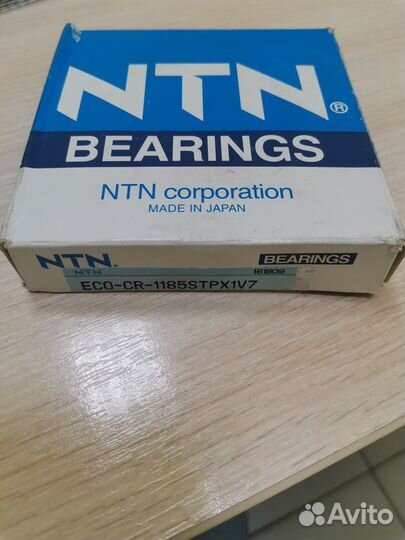 NTN®
BEARINGS
NTN corporation
MADE IN JAPAN
NTN. BEARINGS
NTN 161809
ECO-CR-1185STPX1V7
Avito